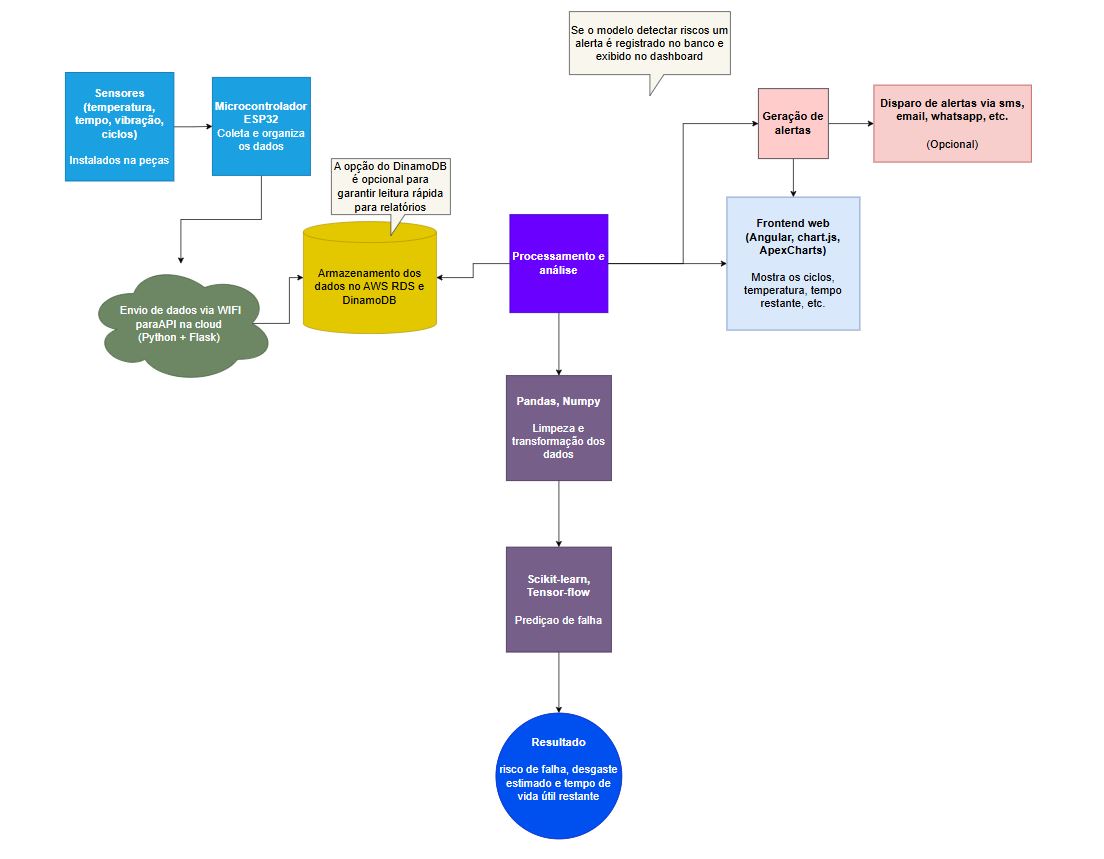 Se o modelo detectar riscos um
alerta é registrado no banco e
exibido no dashboard
Sensores
(temperatura,
tempo, vibração,
ciclos)
Instalados na peças
Microcontrolador
ESP32
Coleta e organiza
os dados
Geração de
alertas
Disparo de alertas via sms,
email, whatsapp, etc.
(Opcional)
A opção do DinamoDB
é opcional para
garantir leitura rápida
para relatórios
Armazenamento dos
dados no AWS RDS e
DinamoDB
Processamento e
análise
Frontend web
(Angular, chart.js,
ApexCharts)
Mostra os ciclos,
temperatura, tempo
restante, etc.
Envio de dados via WIFI
paraAPI na cloud
(Python + Flask)
Pandas, Numpy
Limpeza e
transformação dos
dados
Scikit-learn,
Tensor-flow
Prediçao de falha
Resultado
risco de falha, desgaste
estimado e tempo de
vida útil restante